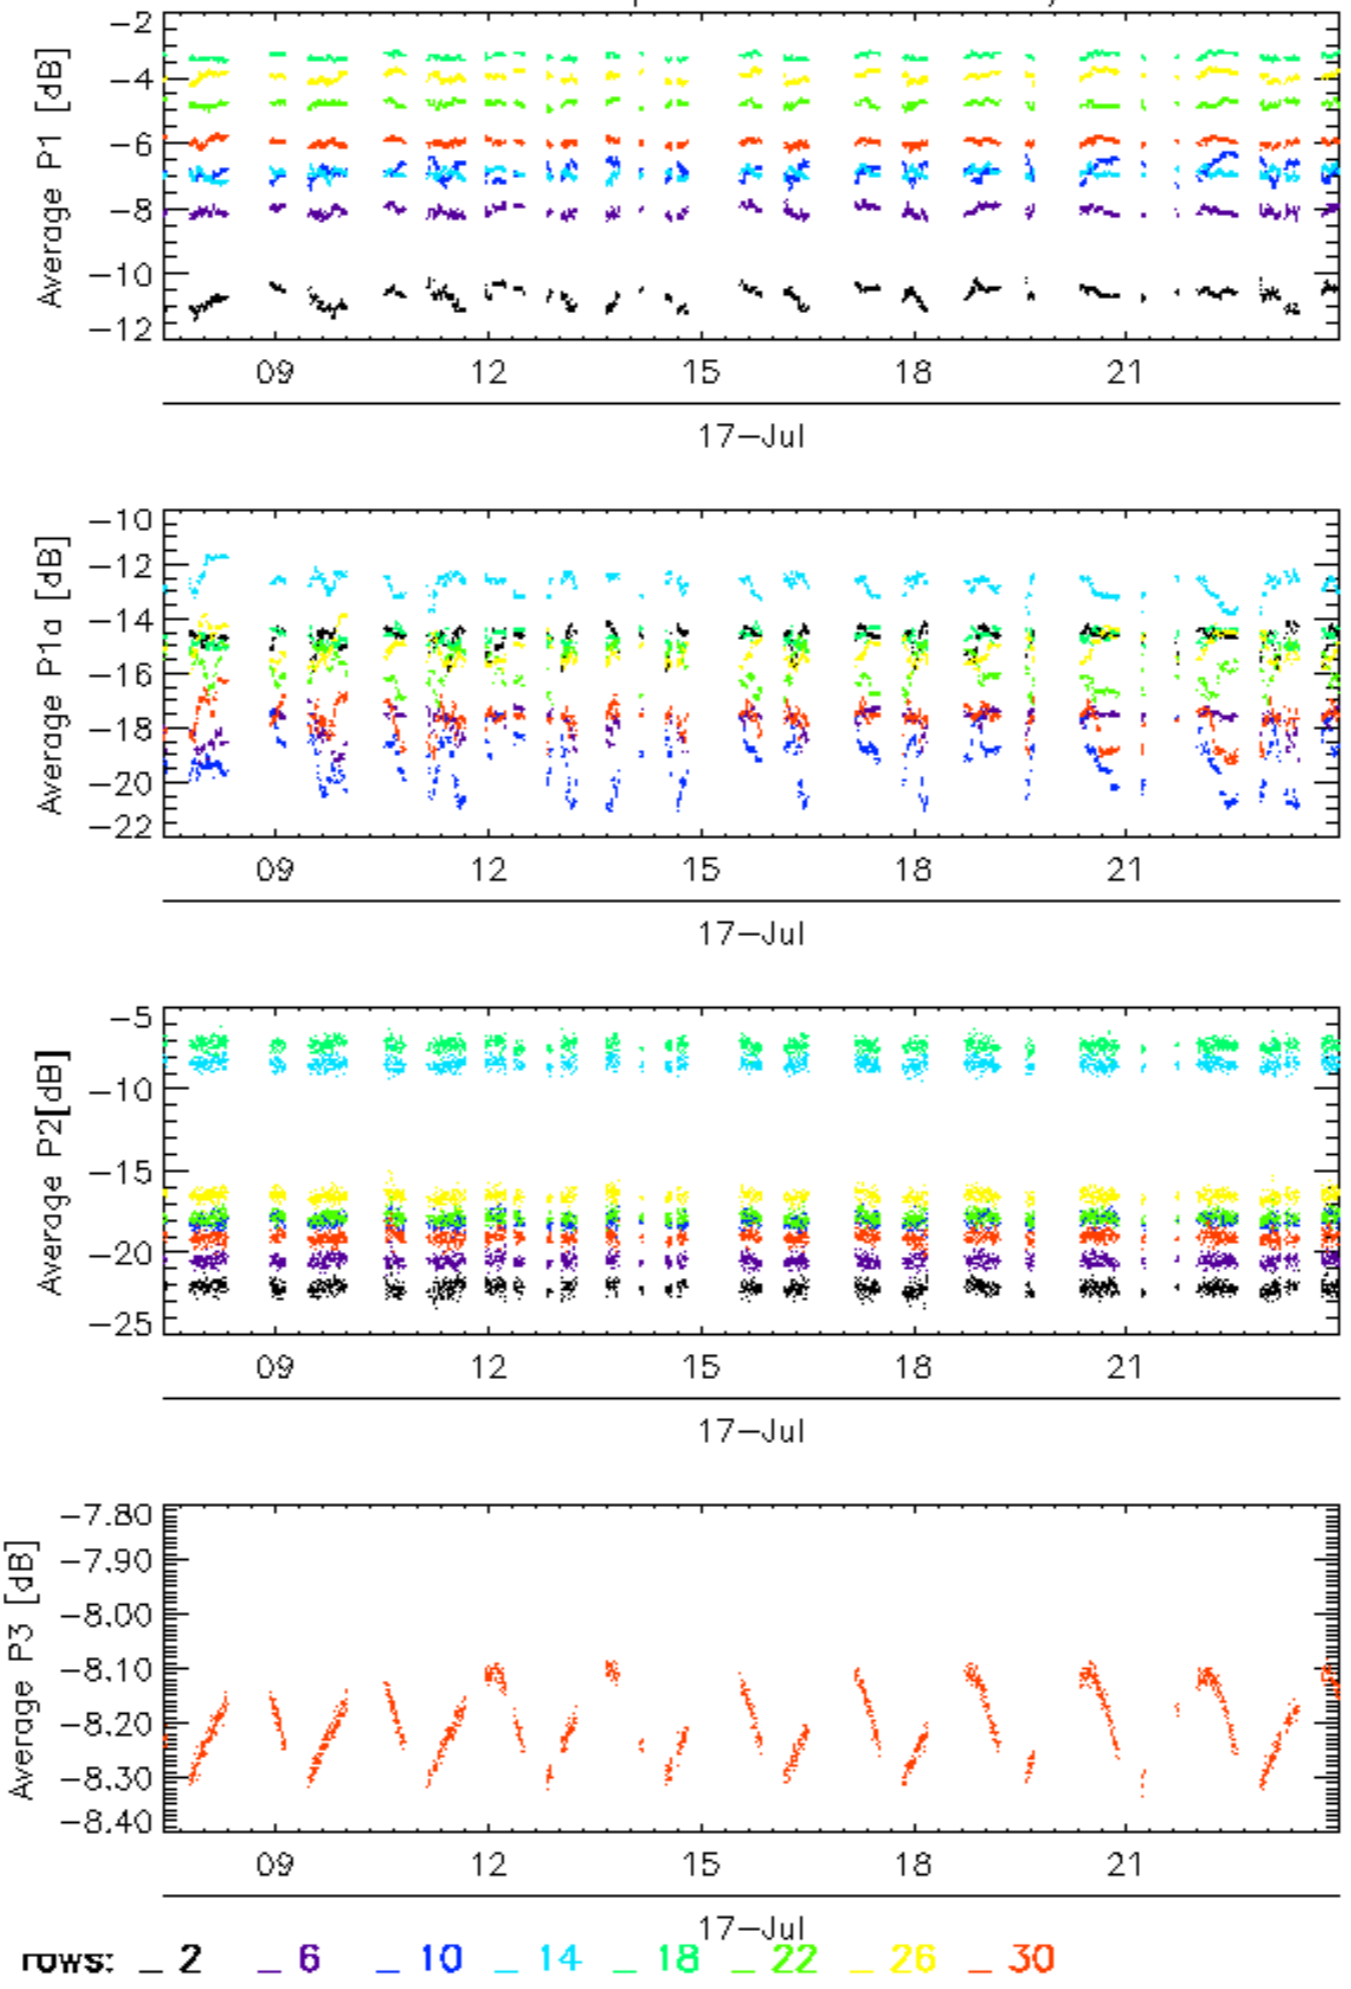 −2
−4
−6
−8
−10
−12
Average P1 [dB]
09 12 15 18 21
17−Jul
−10
−12
−14
−16
−18
−20
−22
Average P1a [dB]
09 12 15 18 21
17−Jul
−5
−10
−15
−20
−25
Average P2[dB]
09 12 15 18 21
17−Jul
−7.80
−7.90
−8.00
−8.10
−8.20
−8.30
−8.40
Average P3 [dB]
09 12 15 18 21
17−Jul
rows: _ 2 _ 6 _ 10 _ 14 _ 18 _ 22 _ 26 _ 30